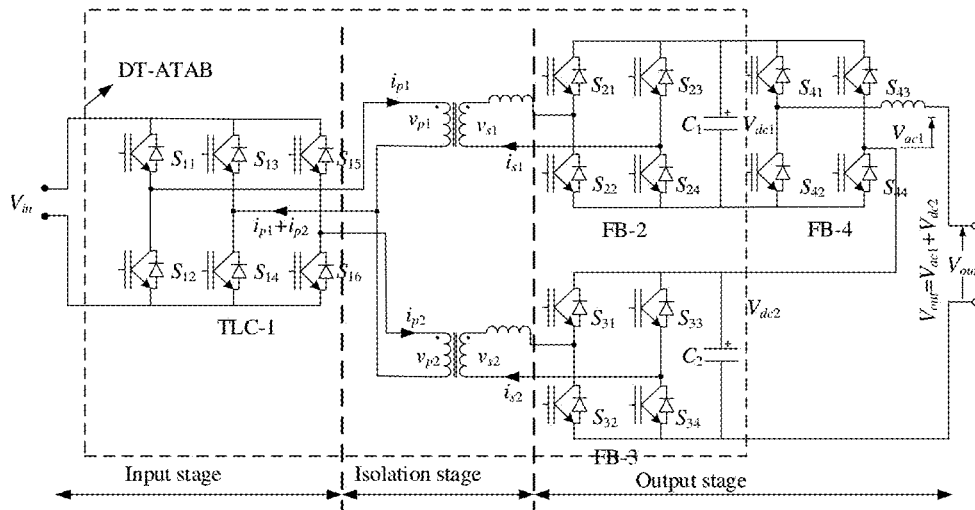 DT-ATAB
V_in
S_11
S_13
S_15
S_12
S_14
S_16
TLC-1
i_p1
v_p1
v_s1
i_s1
i_p1+i_p2
i_p2
v_p2
v_s2
i_s2
S_21
S_23
S_22
S_24
FB-2
C_1
+
V_dc1
S_41
S_43
S_42
S_44
FB-4
V_ac1
S_31
S_33
S_32
S_34
FB-3
C_2
+
V_dc2
V_out=V_ac1+V_dc2
V_out
Input stage
Isolation stage
Output stage